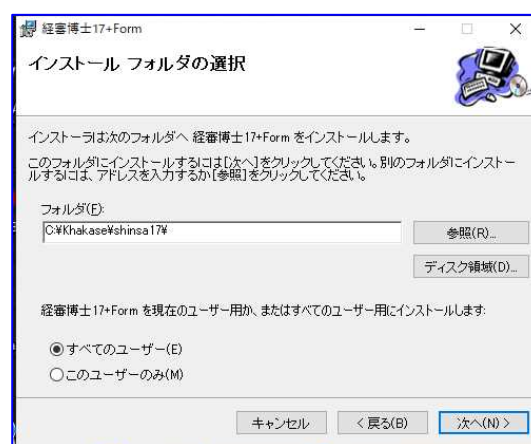 経審博士17+Form
インストール フォルダの選択
インストーラは次のフォルダへ 経審博士17+Form をインストールします。
このフォルダにインストールするには[次へ]をクリックしてください。別のフォルダにインストー
ルするには、アドレスを入力するか[参照]をクリックしてください。
フォルダ(F):
C:¥Khakase¥shinsa17¥
参照(R)...
ディスク領域(D)...
経審博士17+Form を現在のユーザー用か、またはすべてのユーザー用にインストールします:
すべてのユーザー(E)
このユーザーのみ(M)
キャンセル
< 戻る(B)
次へ(N) >